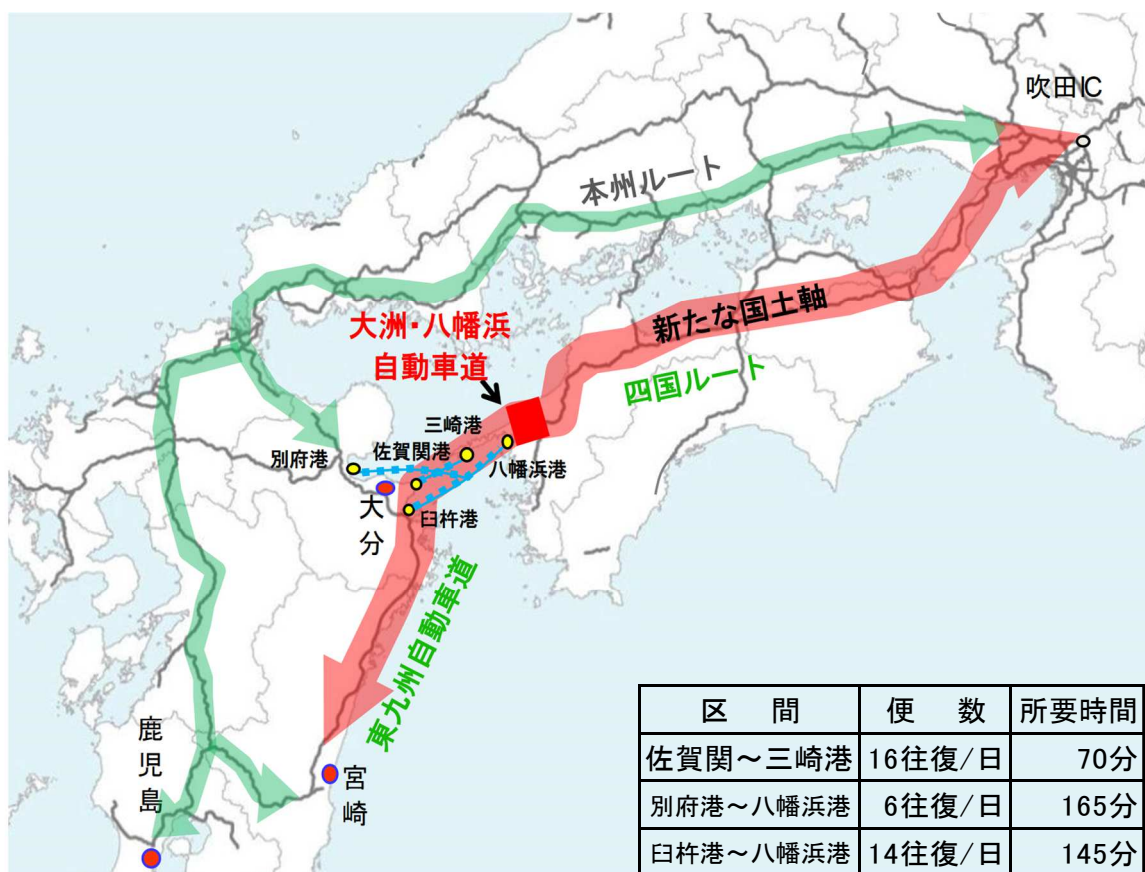 吹田IC
本州ルート
新たな国土軸
大洲・八幡浜
自動車道
四国ルート
三崎港
佐賀関港
別府港
八幡浜港
大分
臼杵港
東九州自動車道
鹿児島
宮崎
区 間 便 数 所要時間
佐賀関～三崎港 16往復/日 70分
別府港～八幡浜港 6往復/日 165分
臼杵港～八幡浜港 14往復/日 145分